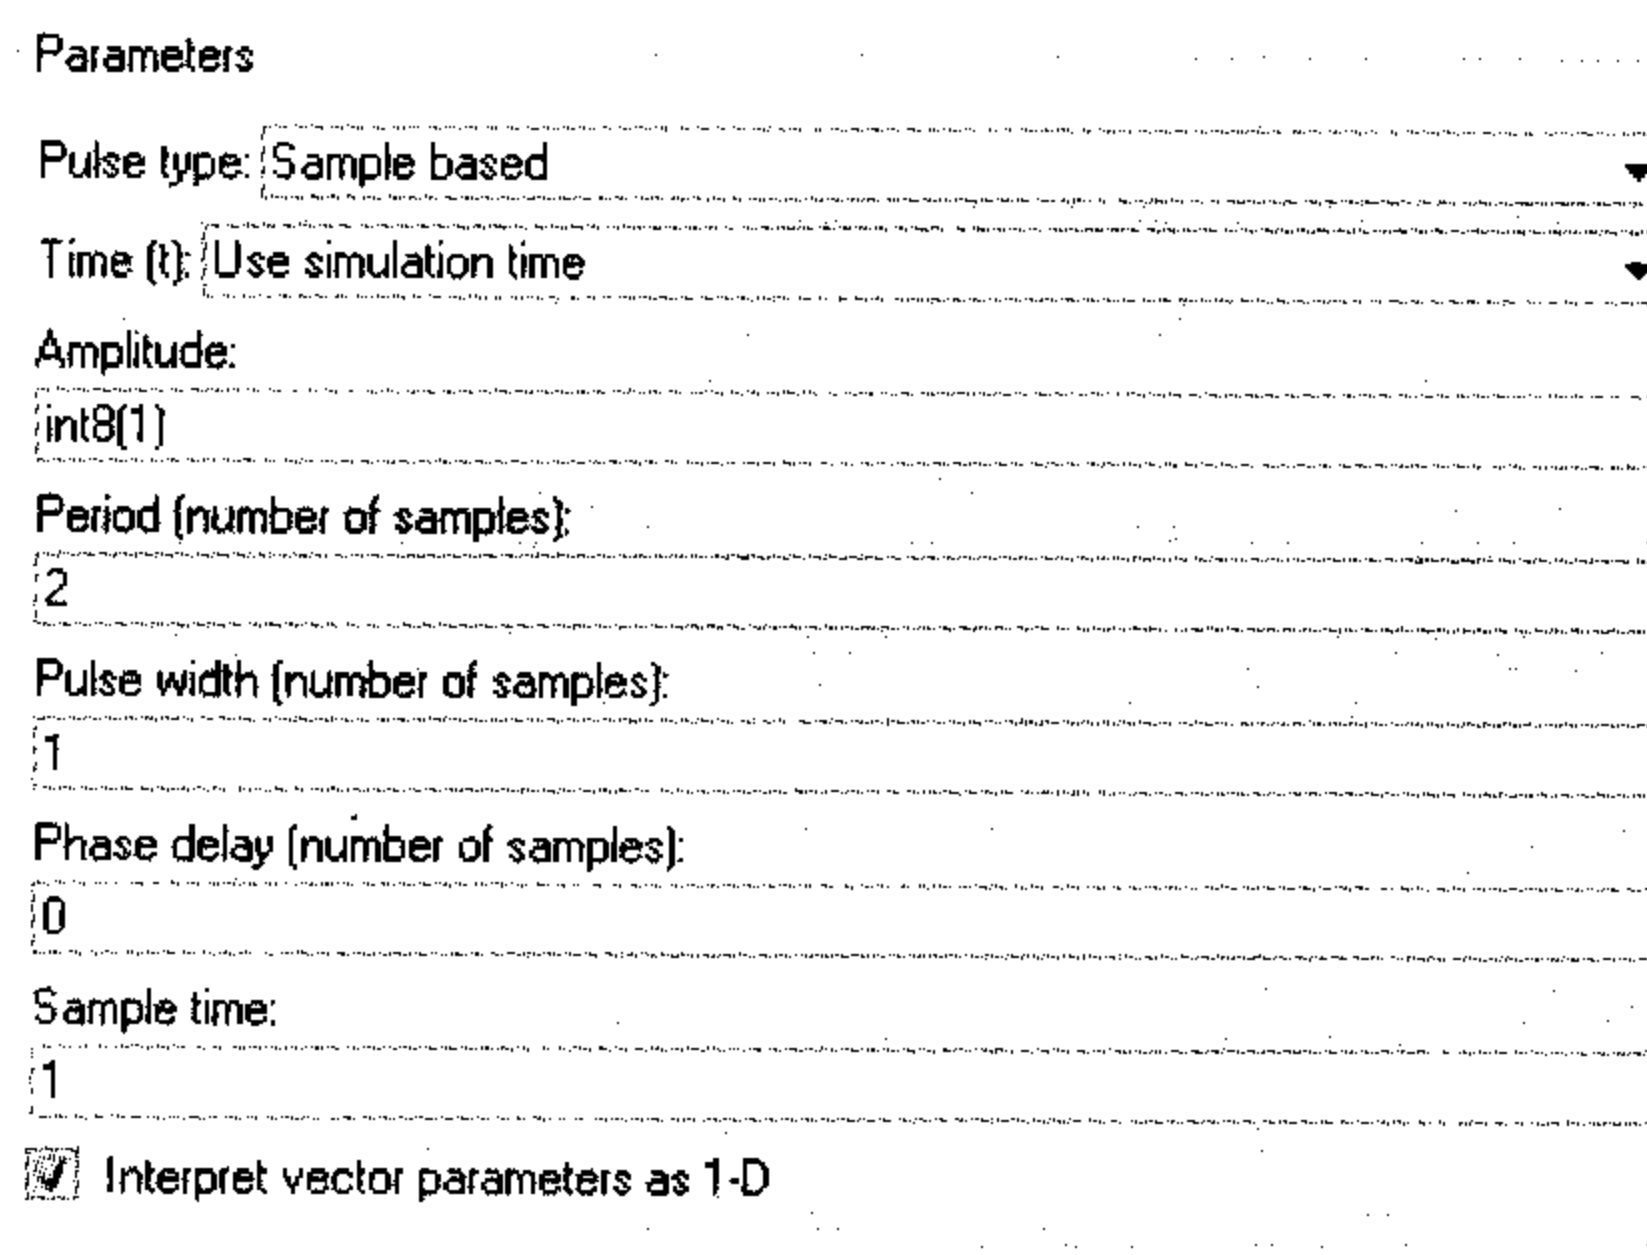 Parameters
Pulse type: Sample based
Time (t): Use simulation time
Amplitude:
int8(1)
Period (number of samples):
2
Pulse width (number of samples):
1
Phase delay (number of samples):
0
Sample time:
1
Interpret vector parameters as 1-D